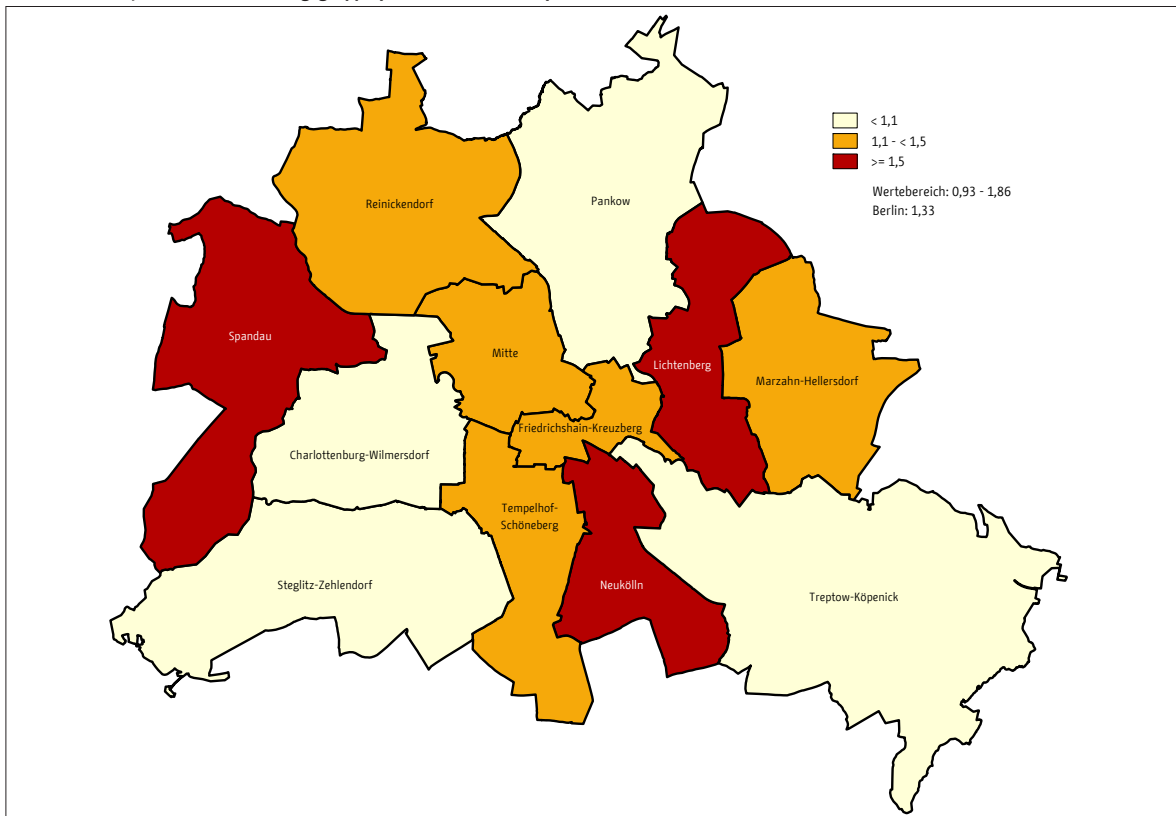 < 1,1
1,1 - < 1,5
>= 1,5
Wertebereich: 0,93 - 1,86
Berlin: 1,33
Pankow
Reinickendorf
Spandau
Mitte
Lichtenberg
Marzahn-Hellersdorf
Friedrichshain-Kreuzberg
Charlottenburg-Wilmersdorf
Tempelhof-
Schöneberg
Steglitz-Zehlendorf
Neukölln
Treptow-Köpenick